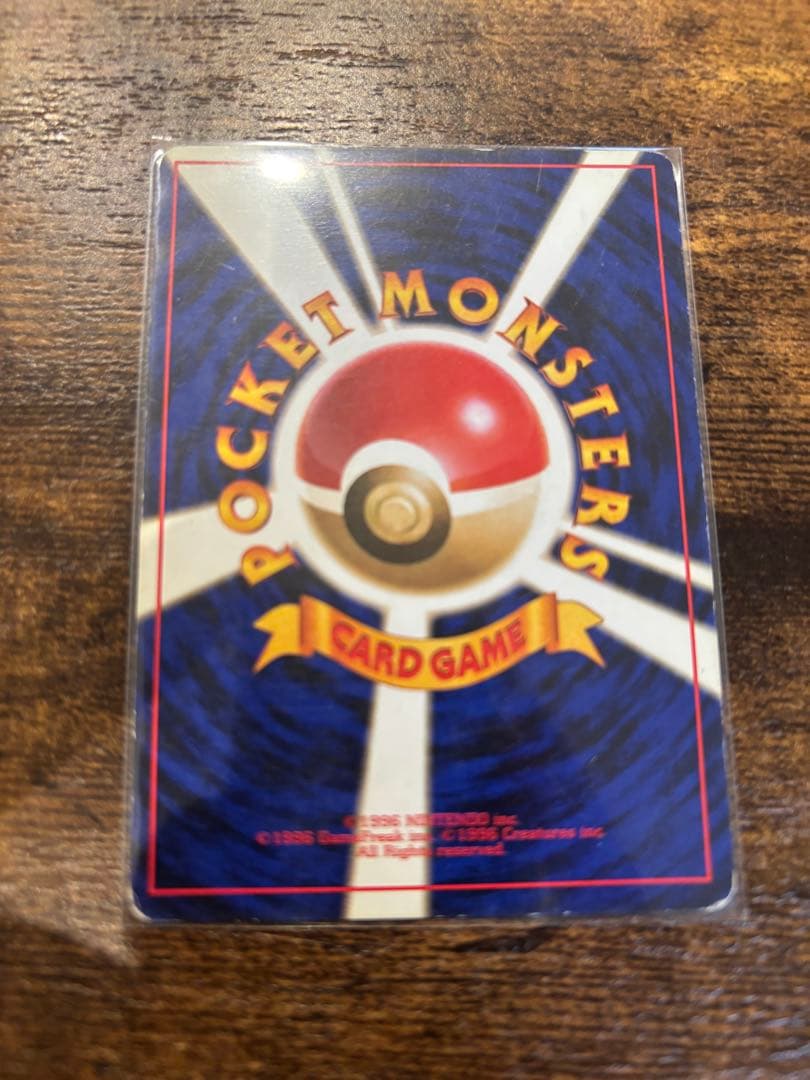 POCKET MONSTERS
CARD GAME
©1996 NINTENDO inc.
©1996 GameFreak inc. ©1996 Creatures inc.
All Rights reserved.